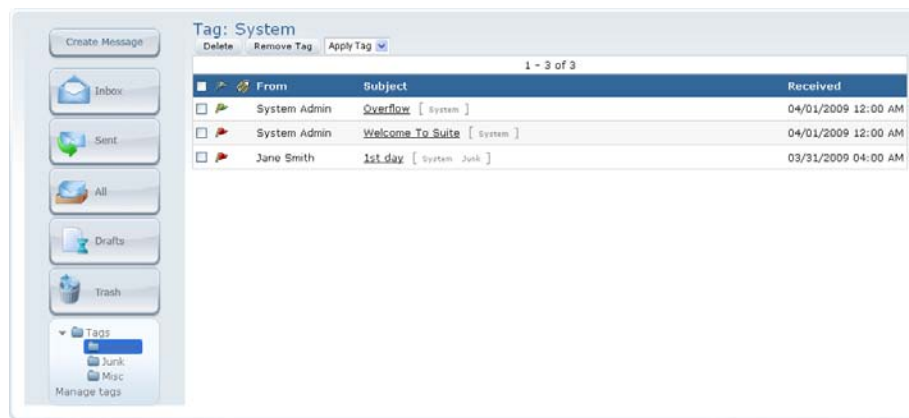 Create Message
Inbox
Sent
All
Drafts
Trash
Tags
Junk
Misc
Manage tags
Tag: System
Delete Remove Tag Apply Tag
1 - 3 of 3
From Subject Received
System Admin Overflow [ System ] 04/01/2009 12:00 AM
System Admin Welcome To Suite [ System ] 04/01/2009 12:00 AM
Jane Smith 1st day [ System Junk ] 03/31/2009 04:00 AM